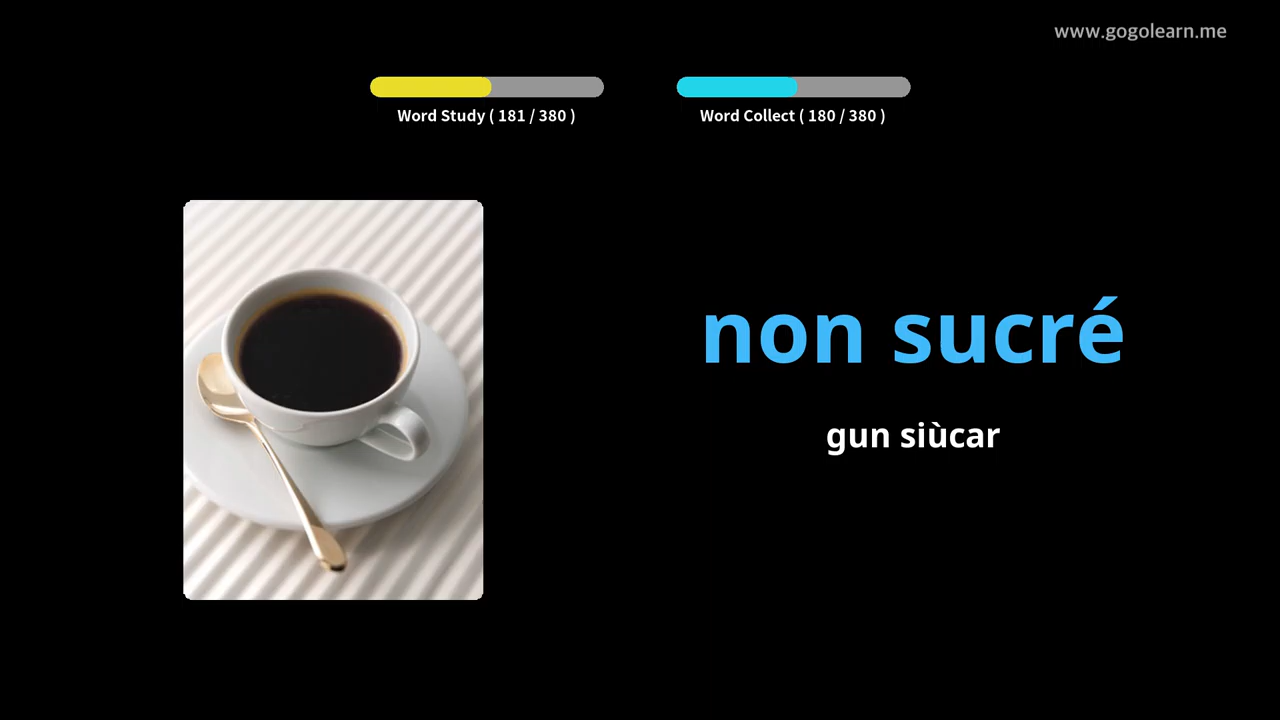 www.gogolearn.me
Word Study ( 181 / 380 )
Word Collect ( 180 / 380 )
non sucré
gun siùcar